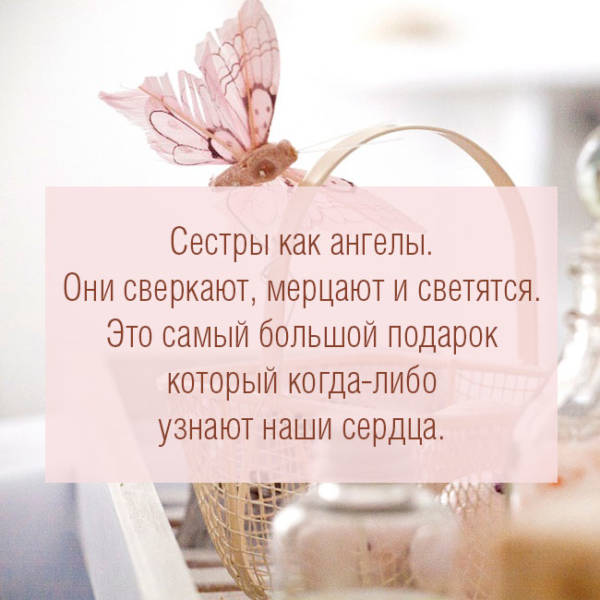 Сестры как ангелы.
Они сверкают, мерцают и светятся.
Это самый большой подарок
который когда-либо
узнают наши сердца.